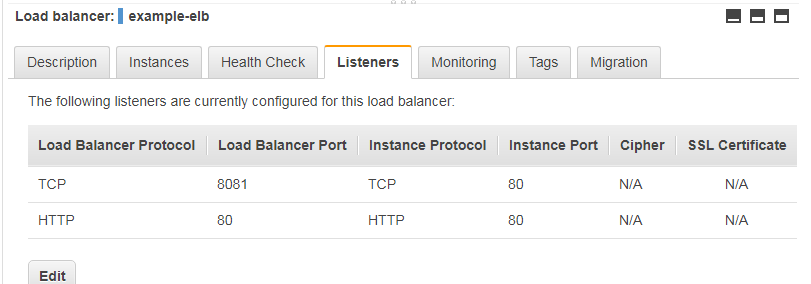 Load balancer: example-elb
Description Instances Health Check Listeners Monitoring Tags Migration
The following listeners are currently configured for this load balancer:
Load Balancer Protocol Load Balancer Port Instance Protocol Instance Port Cipher SSL Certificate
TCP 8081 TCP 80 N/A N/A
HTTP 80 HTTP 80 N/A N/A
Edit